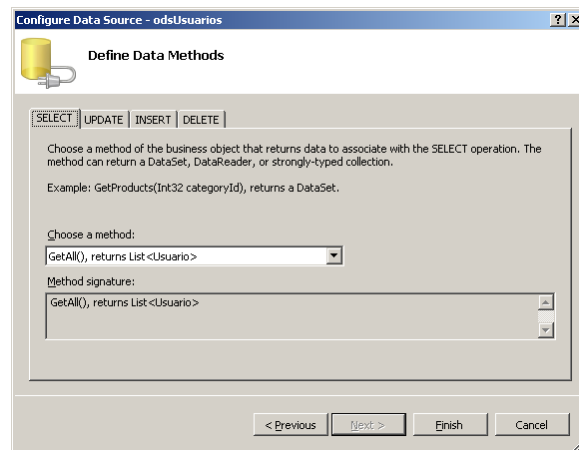 Configure Data Source - odsUsuarios
Define Data Methods
SELECT UPDATE INSERT DELETE
Choose a method of the business object that returns data to associate with the SELECT operation. The
method can return a DataSet, DataReader, or strongly-typed collection.
Example: GetProducts(Int32 categoryId), returns a DataSet.
Choose a method:
GetAll(), returns List<Usuario>
Method signature:
GetAll(), returns List<Usuario>
< Previous Next > Finish Cancel